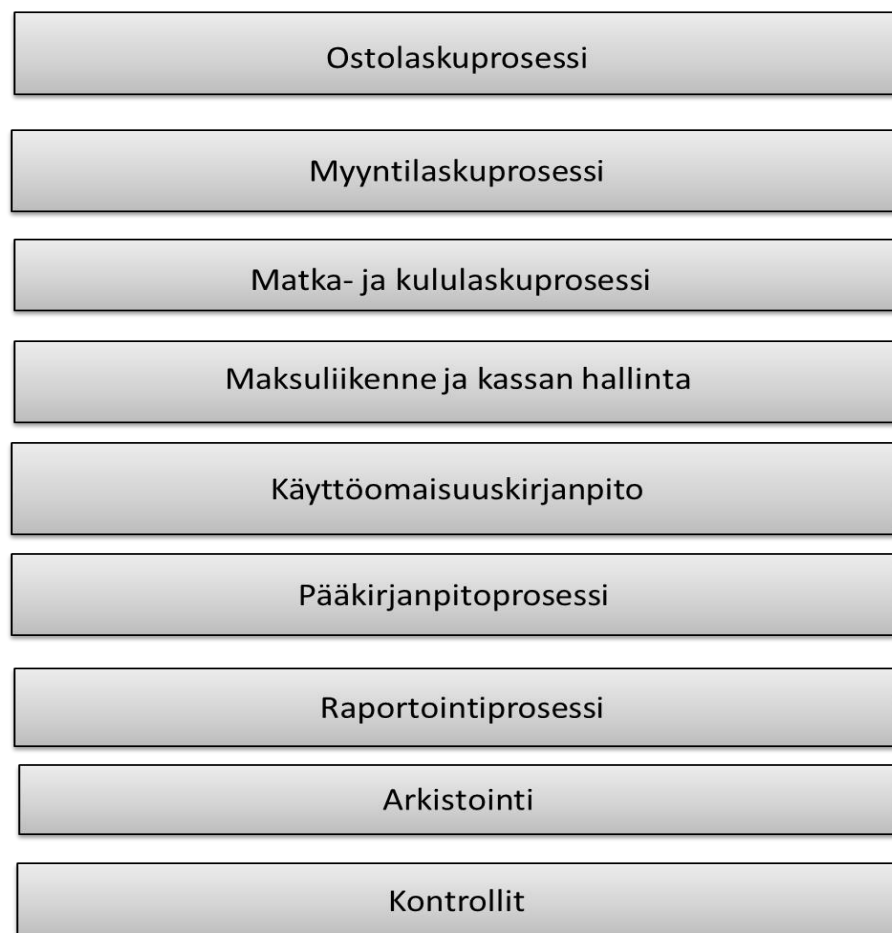 Ostolaskuprosessi
Myyntilaskuprosessi
Matka- ja kululaskuprosessi
Maksuliikenne ja kassan hallinta
Käyttöomaisuuskirjanpito
Pääkirjanpitoprosessi
Raportointiprosessi
Arkistointi
Kontrollit